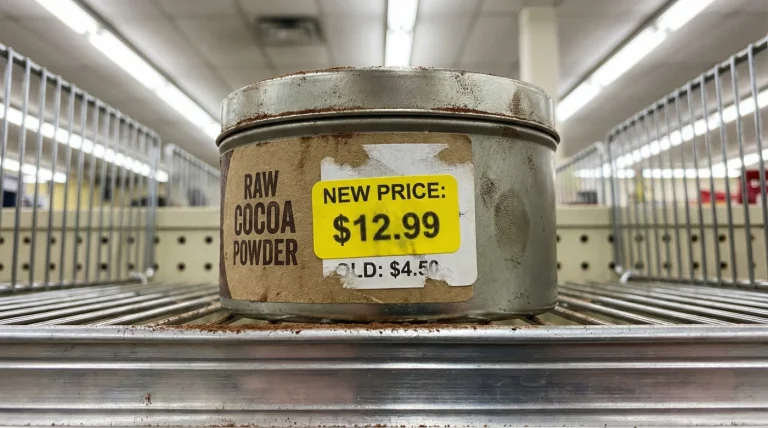 RAW
COCOA
POWDER
NEW PRICE:
$12.99
OLD: $4.50